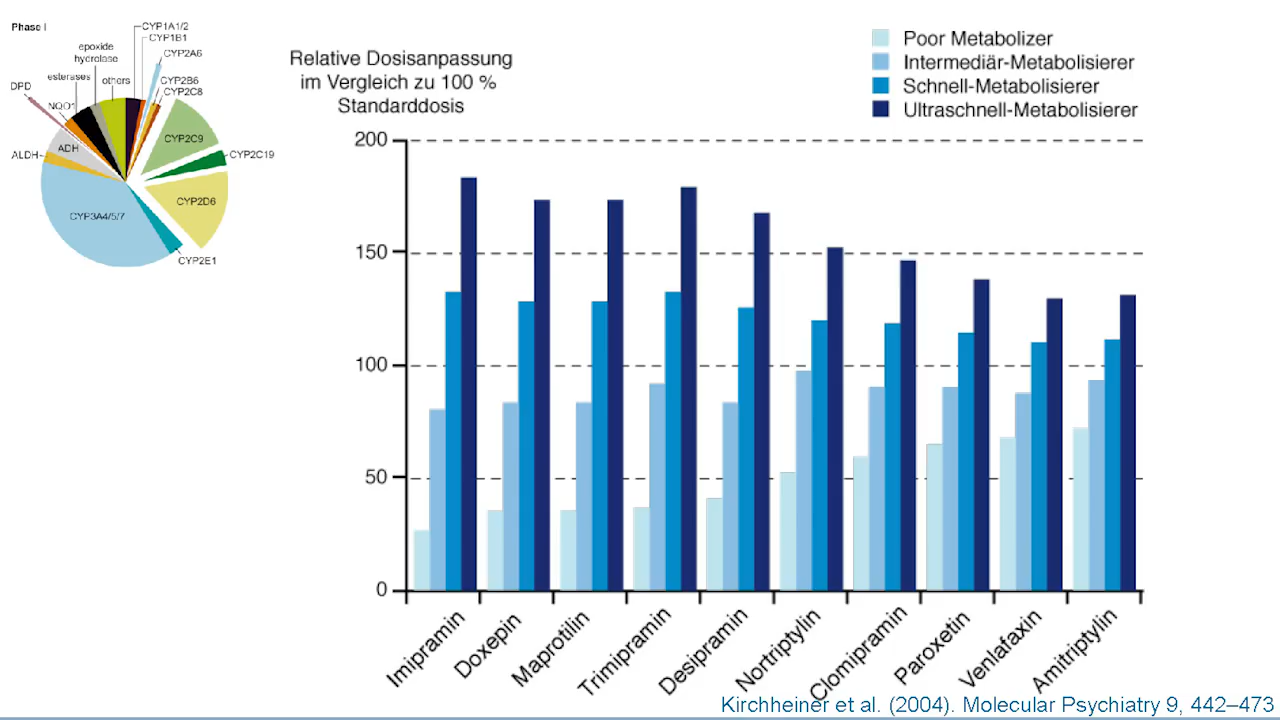 Phase I
CYP1A1/2
CYP1B1
CYP2A6
CYP2B6
CYP2C8
CYP2C9
CYP2C19
CYP2D6
CYP2E1
CYP3A4/5/7
ALDH
ADH
DPD
NQO1
esterases
epoxide
hydrolase
others
Relative Dosisanpassung
im Vergleich zu 100 %
Standarddosis
Poor Metabolizer
Intermediär-Metabolisierer
Schnell-Metabolisierer
Ultraschnell-Metabolisierer
200
150
100
50
0
Imipramin
Doxepin
Maprotilin
Trimipramin
Desipramin
Nortriptylin
Clomipramin
Paroxetin
Venlafaxin
Amitriptylin
Kirchheiner et al. (2004). Molecular Psychiatry 9, 442–473